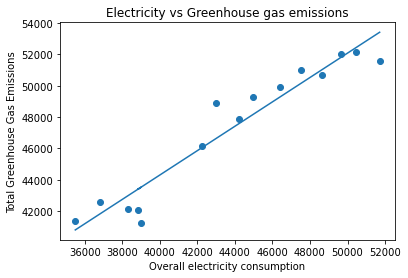 Electricity vs Greenhouse gas emissions
54000
52000
50000
48000
46000
44000
42000
Total Greenhouse Gas Emissions
36000 38000 40000 42000 44000 46000 48000 50000 52000
Overall electricity consumption